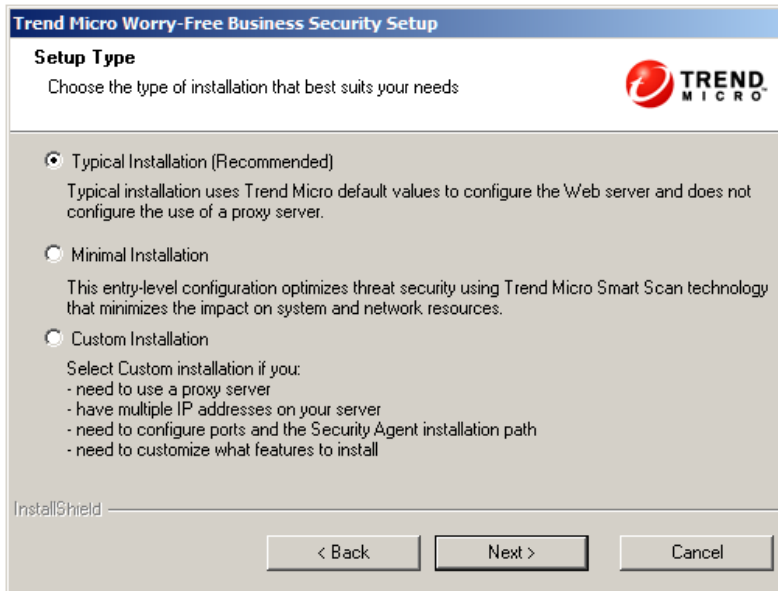 Trend Micro Worry-Free Business Security Setup
Setup Type
Choose the type of installation that best suits your needs
TREND
MICRO
Typical Installation (Recommended)
Typical installation uses Trend Micro default values to configure the Web server and does not
configure the use of a proxy server.
Minimal Installation
This entry-level configuration optimizes threat security using Trend Micro Smart Scan technology
that minimizes the impact on system and network resources.
Custom Installation
Select Custom installation if you:
- need to use a proxy server
- have multiple IP addresses on your server
- need to configure ports and the Security Agent installation path
- need to customize what features to install
InstallShield
< Back
Next >
Cancel